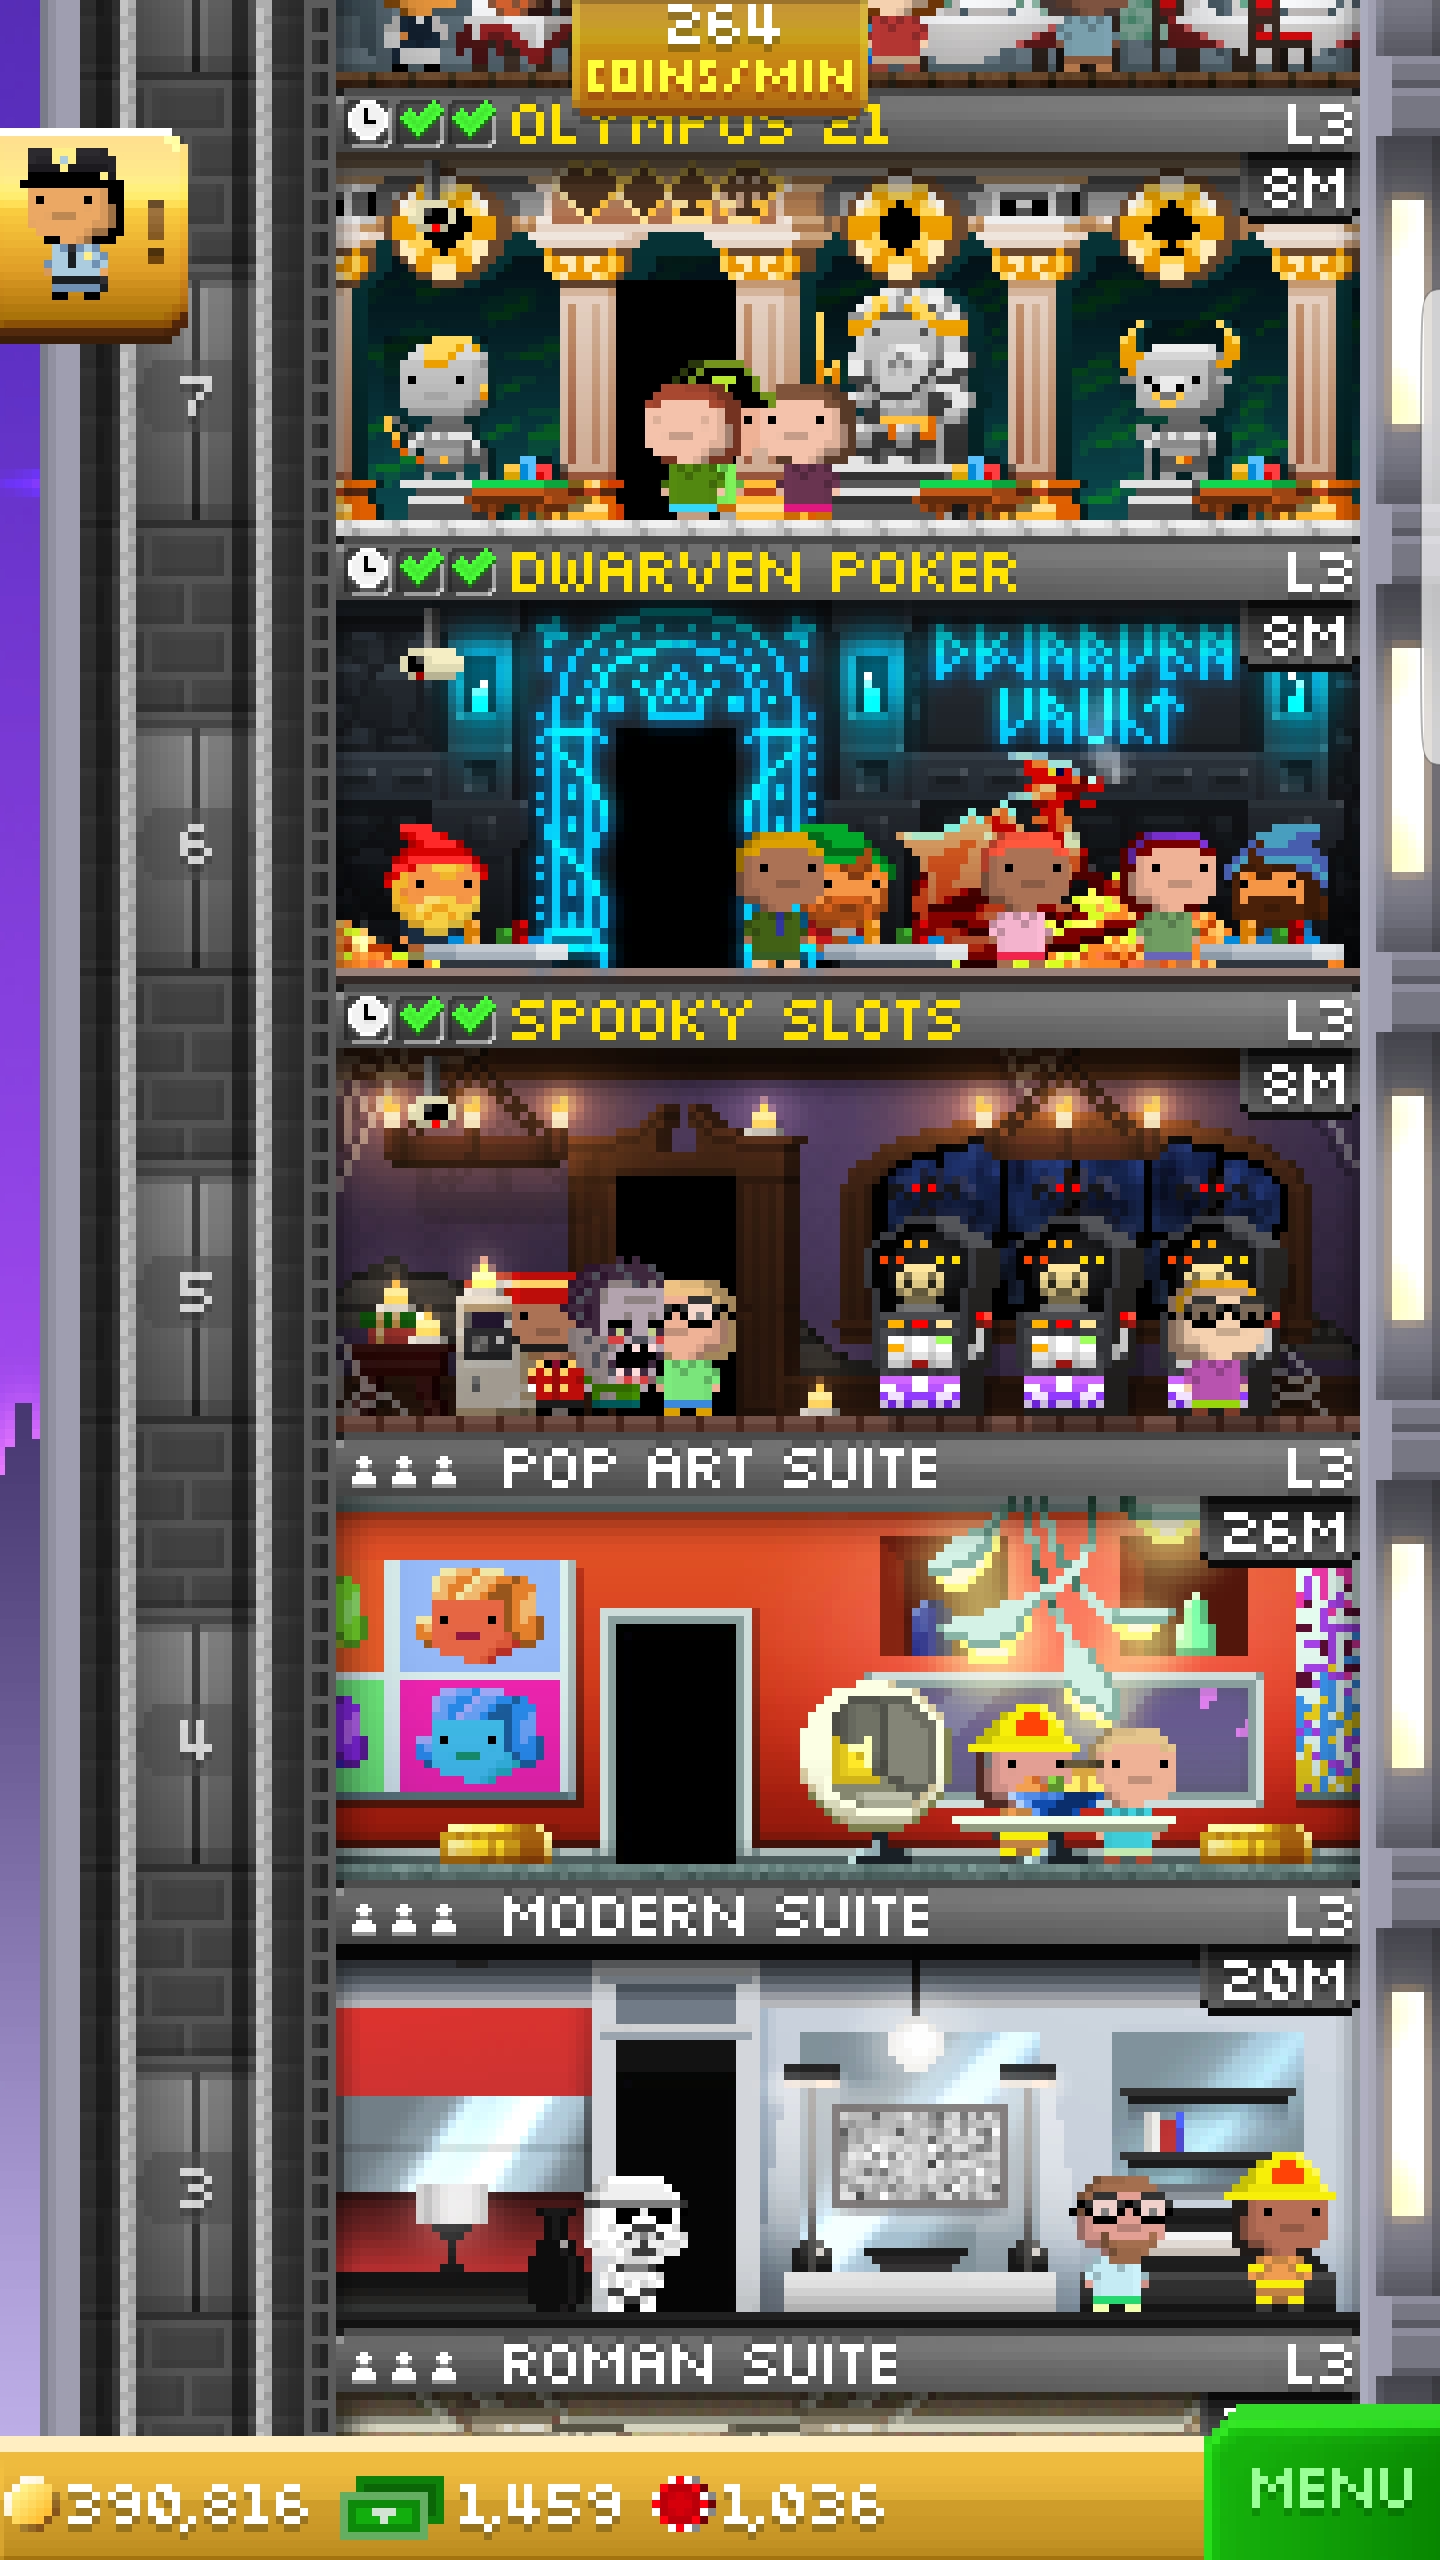 264
COINS/MIN
OLYMPUS 21 L3
8M
7
DWARVEN POKER L3
8M
DWARVEN
VAULT
6
SPOOKY SLOTS L3
8M
5
POP ART SUITE L3
26M
4
MODERN SUITE L3
20M
3
ROMAN SUITE L3
390,816 1,459 1,036
MENU